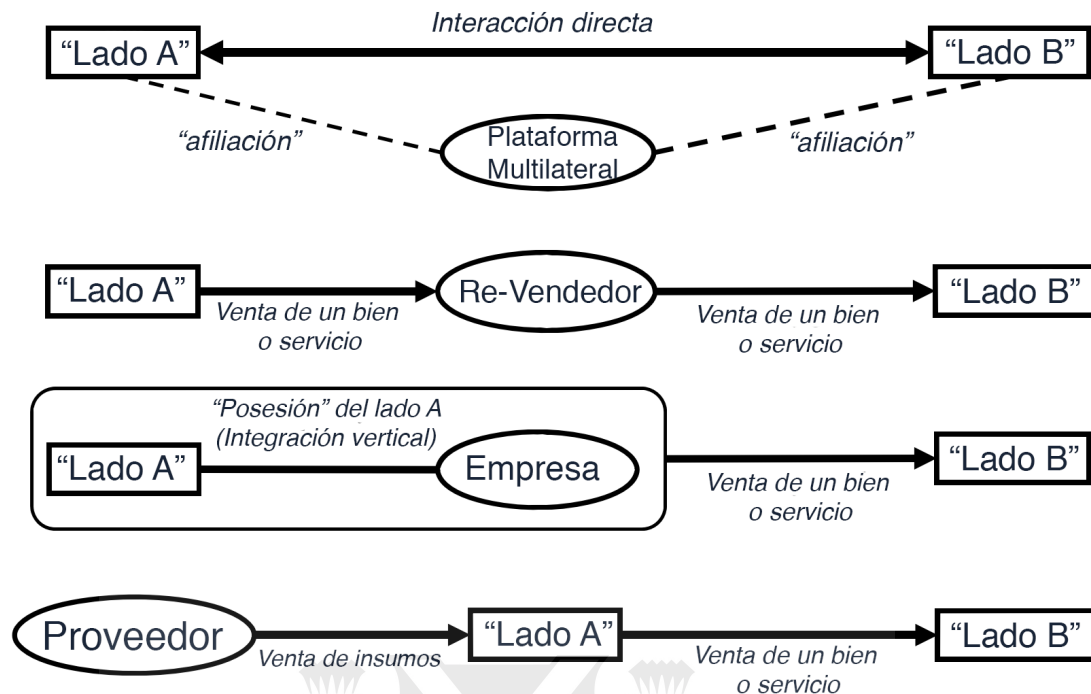 Interacción directa
“Lado A”
“Lado B”
“afiliación”
Plataforma
Multilateral
“afiliación”
“Lado A”
Re-Vendedor
“Lado B”
Venta de un bien
o servicio
Venta de un bien
o servicio
“Posesión” del lado A
(Integración vertical)
“Lado A”
Empresa
“Lado B”
Venta de un bien
o servicio
Proveedor
“Lado A”
“Lado B”
Venta de insumos
Venta de un bien
o servicio